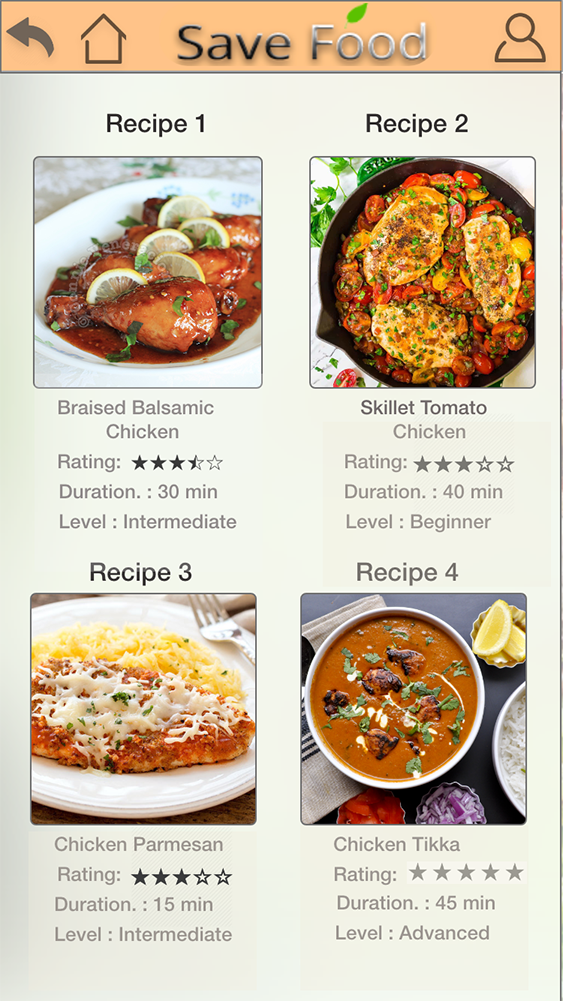 Save Food
Recipe 1
Recipe 2
Braised Balsamic
Chicken
Rating:
Duration. : 30 min
Level : Intermediate
Skillet Tomato
Chicken
Rating:
Duration. : 40 min
Level : Beginner
Recipe 3
Recipe 4
Chicken Parmesan
Rating:
Duration. : 15 min
Level : Intermediate
Chicken Tikka
Rating:
Duration. : 45 min
Level : Advanced